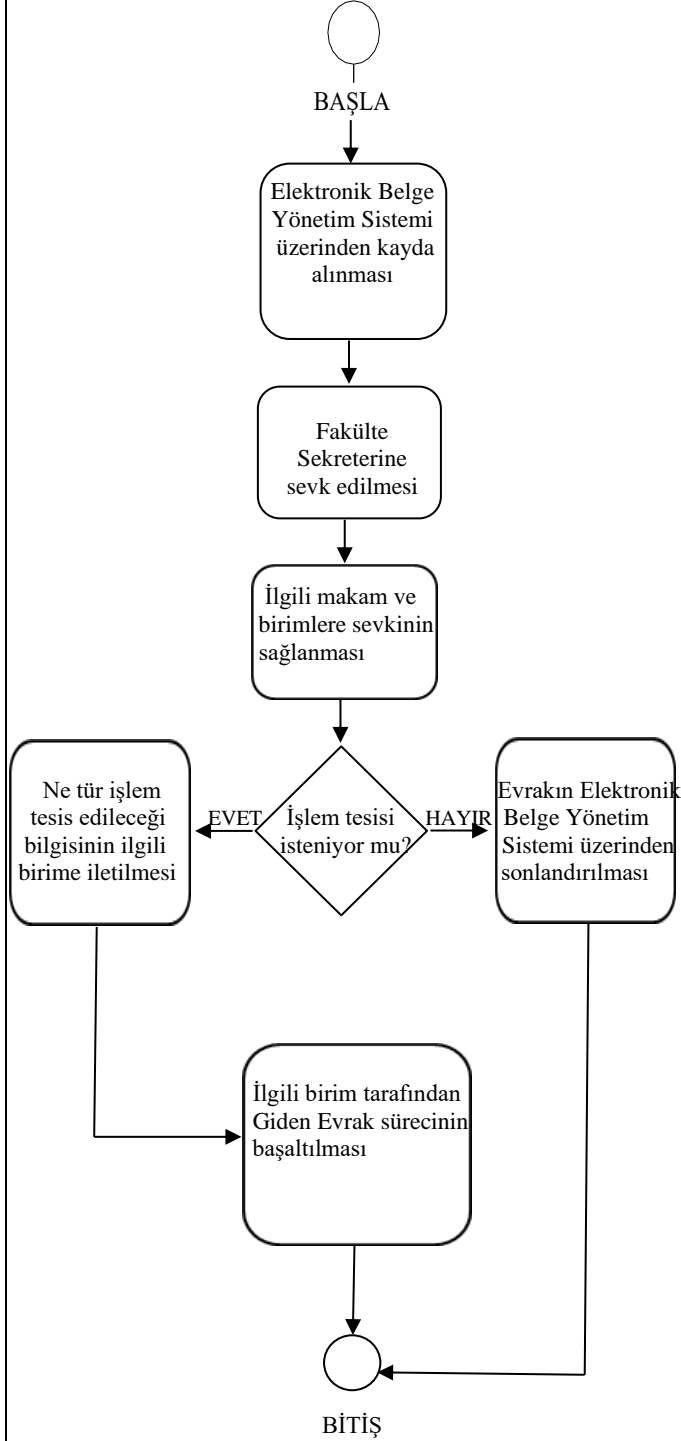 BAŞLA
Elektronik Belge
Yönetim Sistemi
üzerinden kayda
alınması
Fakülte
Sekreterine
sevk edilmesi
İlgili makam ve
birimlere sevkinin
sağlanması
Ne tür işlem
tesis edileceği
bilgisinin ilgili
birime iletilmesi
EVET
İşlem tesisi
isteniyor mu?
HAYIR
Evrakın Elektronik
Belge Yönetim
Sistemi üzerinden
sonlandırılması
İlgili birim tarafından
Giden Evrak sürecinin
başaltılması
BİTİŞ